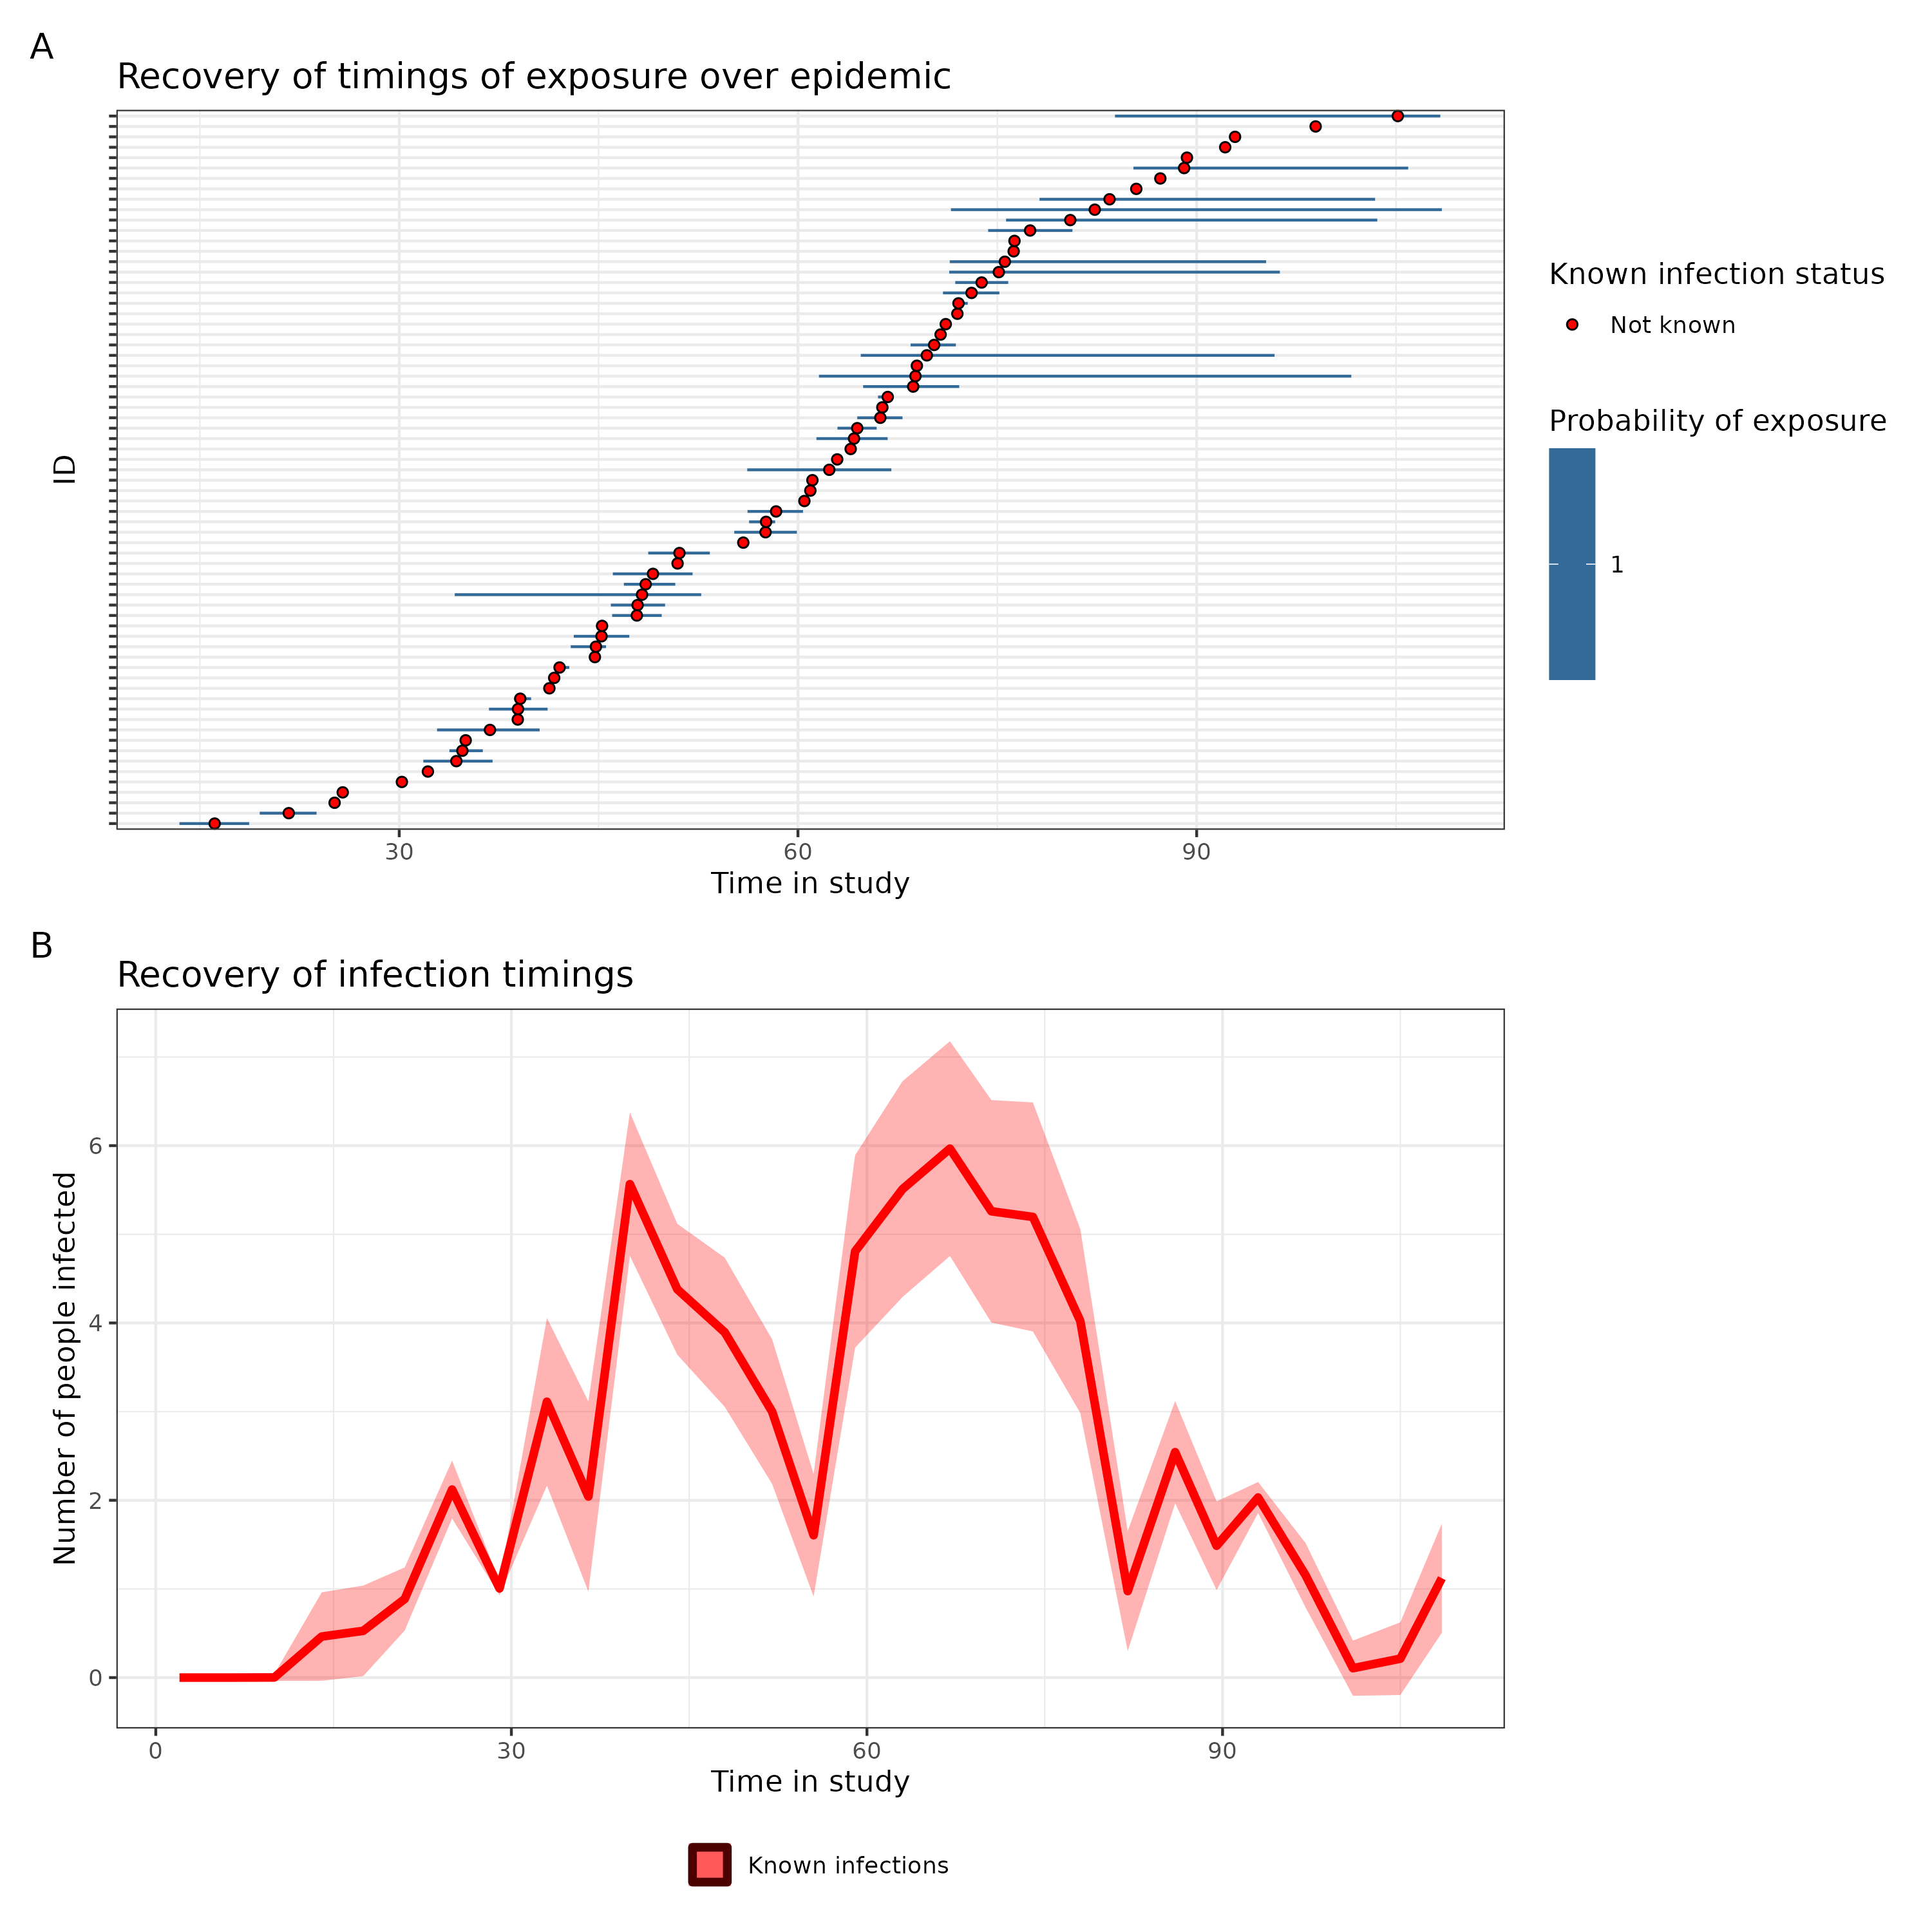 A
Recovery of timings of exposure over epidemic
ID
30
60
90
Time in study
Known infection status
Not known
Probability of exposure
1
B
Recovery of infection timings
Number of people infected
6
4
2
0
0
30
60
90
Time in study
Known infections